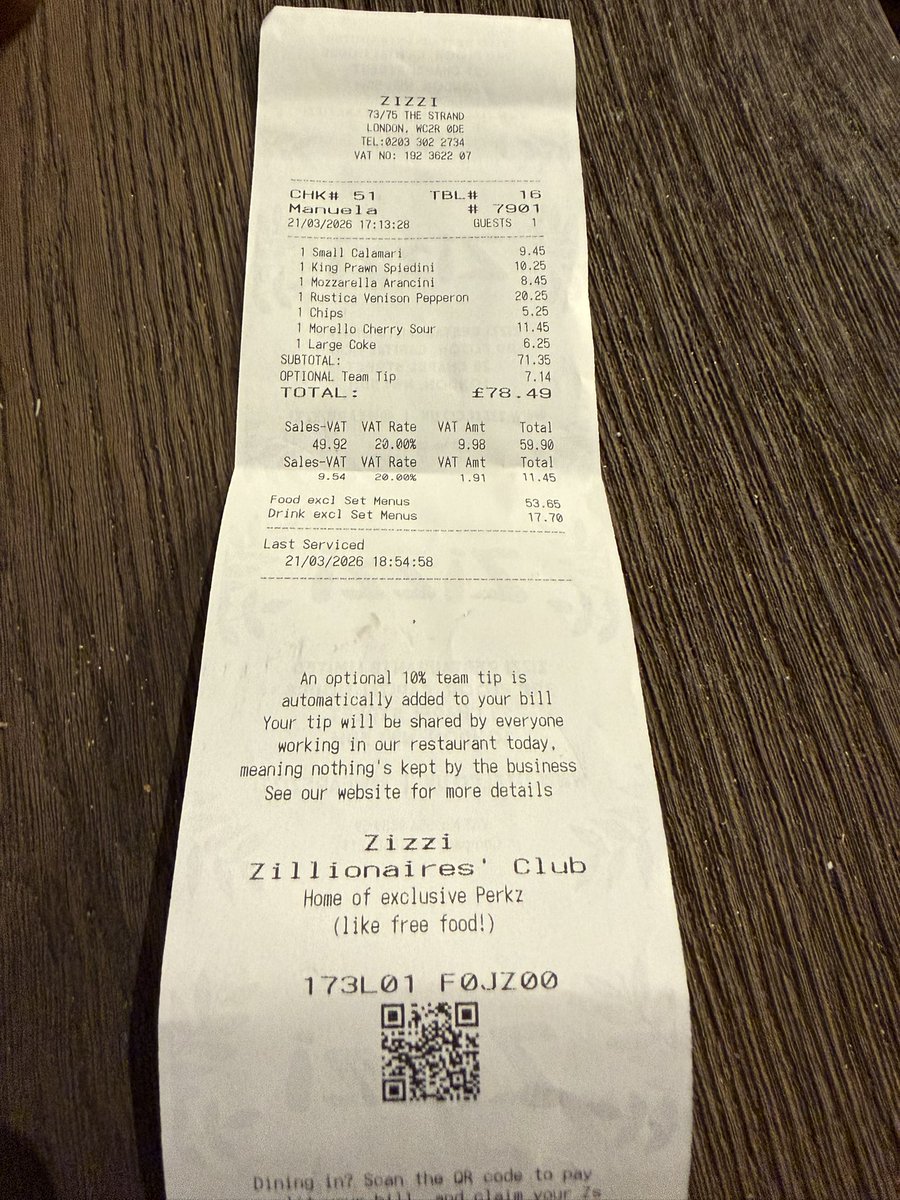 ZIZZI
73/75 THE STRAND
LONDON, WC2R 0DE
TEL:0203 302 2734
VAT NO: 192 3622 07
CHK# 51 TBL# 16
Manuela # 7901
21/03/2026 17:13:28 GUESTS 1
1 Small Calamari 9.45
1 King Prawn Spiedini 10.25
1 Mozzarella Arancini 8.45
1 Rustica Venison Pepperon 20.25
1 Chips 5.25
1 Morello Cherry Sour 11.45
1 Large Coke 6.25
SUBTOTAL: 71.35
OPTIONAL Team Tip 7.14
TOTAL: £78.49
Sales-VAT VAT Rate VAT Amt Total
49.92 20.00% 9.98 59.90
Sales-VAT VAT Rate VAT Amt Total
9.54 20.00% 1.91 11.45
Food excl Set Menus 53.65
Drink excl Set Menus 17.70
Last Serviced
21/03/2026 18:54:58
An optional 10% team tip is
automatically added to your bill
Your tip will be shared by everyone
working in our restaurant today,
meaning nothing's kept by the business
See our website for more details
Zizzi
Zillionaires' Club
Home of exclusive Perkz
(like free food!)
173L01 F0JZ00
Dining in? Scan the QR code to pay
your bill, and claim your Zs